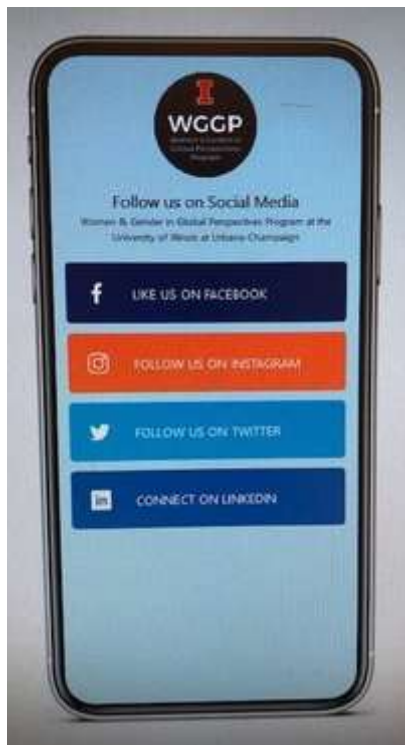 I
WGGP
Follow us on Social Media
Women & Gender in Global Perspectives Program at the
University of Illinois at Urbana-Champaign
f LIKE US ON FACEBOOK
FOLLOW US ON INSTAGRAM
FOLLOW US ON TWITTER
in CONNECT ON LINKEDIN